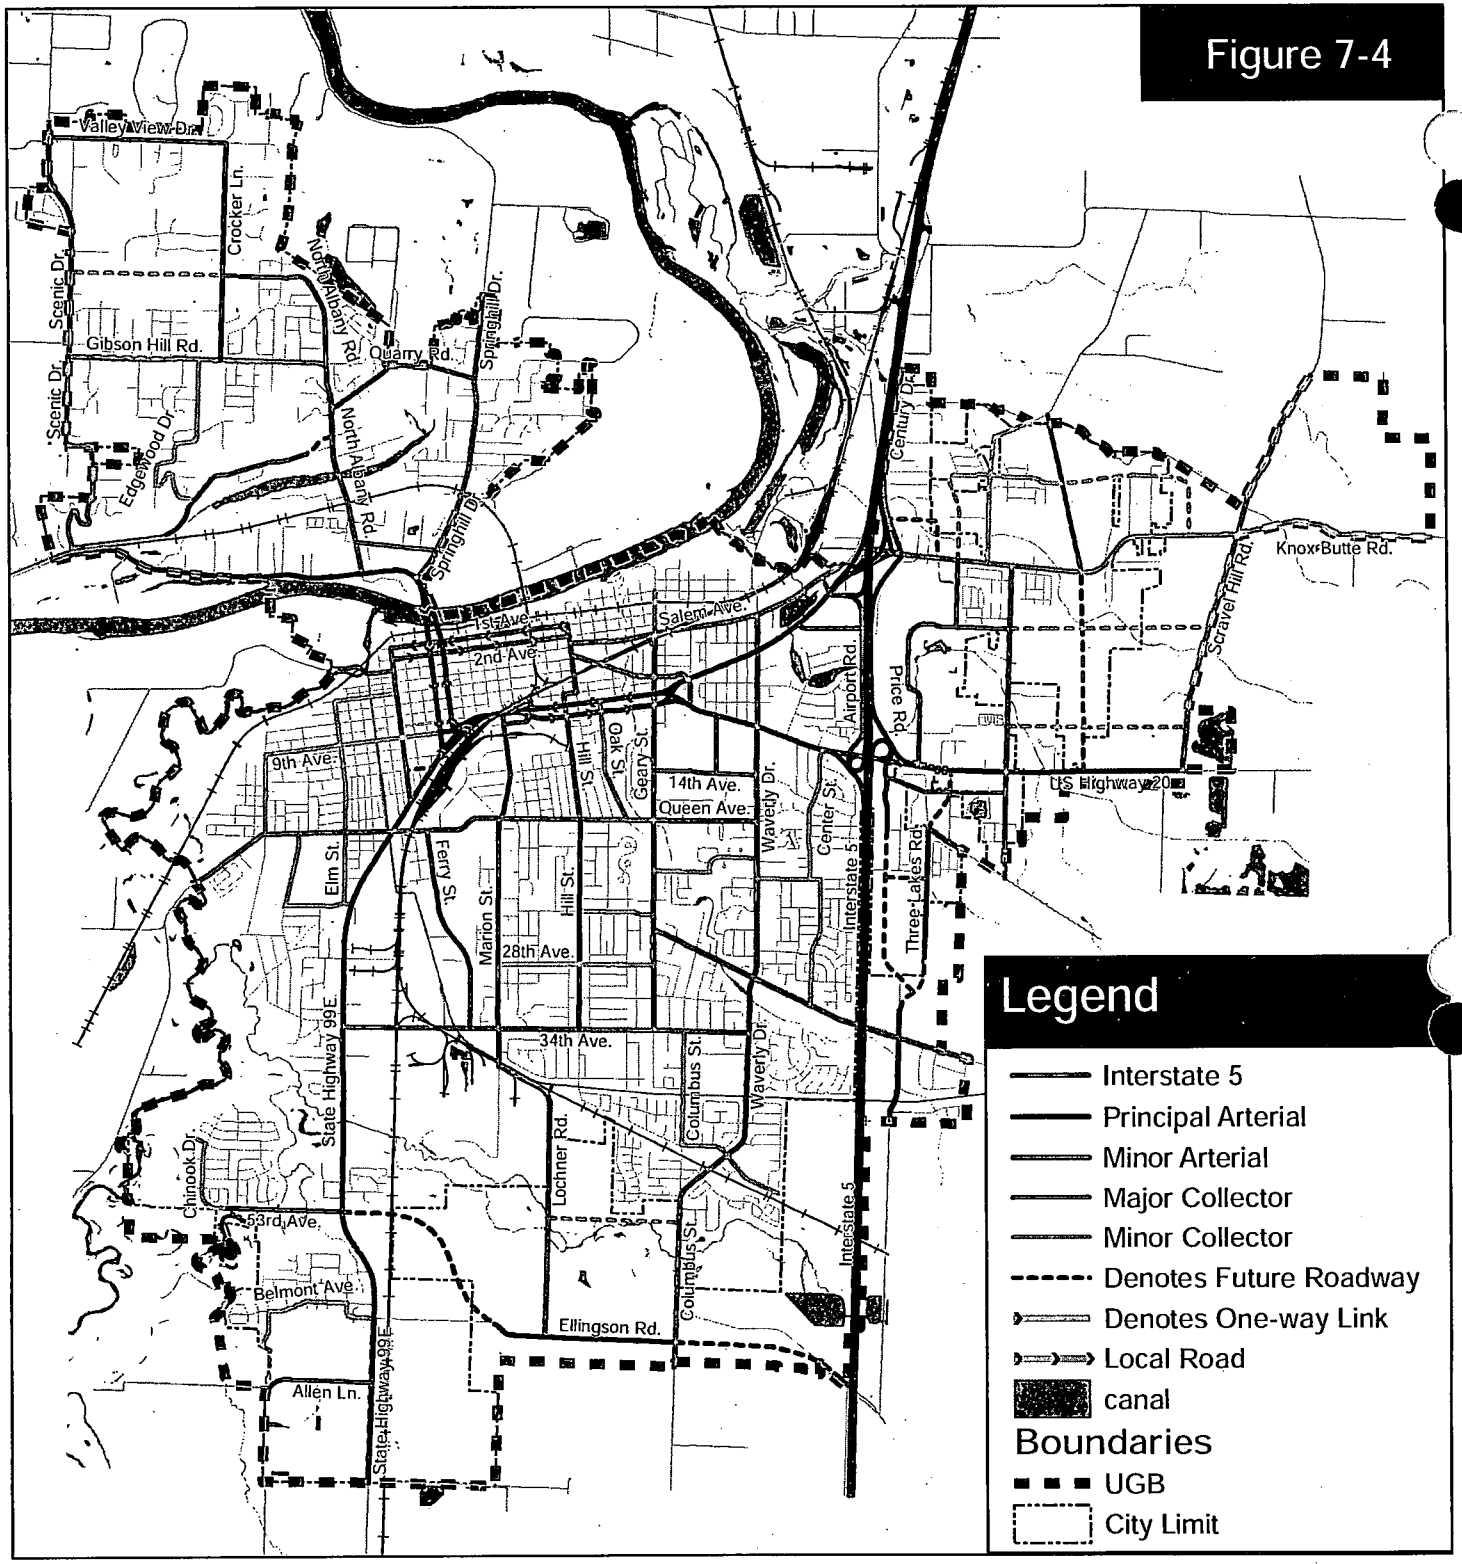 Figure 7-4
Valley View Dr.
Crocker Ln.
North Albany Rd.
Scenic Dr.
Springhill Dr.
Gibson Hill Rd.
Quarry Rd.
Scenic Dr.
Edgewood Dr.
North Albany Rd.
Century Dr.
Springhill Dr.
Knox Butte Rd.
Scravel Hill Rd.
1st Ave.
Salem Ave.
2nd Ave.
Airport Rd.
Price Rd.
9th Ave.
Hill St.
Oak St.
Geary St.
14th Ave.
Queen Ave.
Waverly Dr.
Center St.
US Highway 20
Elm St.
Ferry St.
Marion St.
Hill St.
Interstate 5
Three Lakes Rd.
28th Ave.
State Highway 99E
34th Ave.
Columbus St.
Waverly Dr.
Lochner Rd.
Chinook Dr.
53rd Ave.
Columbus St.
Interstate 5
Belmont Ave.
Ellingson Rd.
State Highway 99E
Allen Ln.
Legend
Interstate 5
Principal Arterial
Minor Arterial
Major Collector
Minor Collector
Denotes Future Roadway
Denotes One-way Link
Local Road
canal
Boundaries
UGB
City Limit